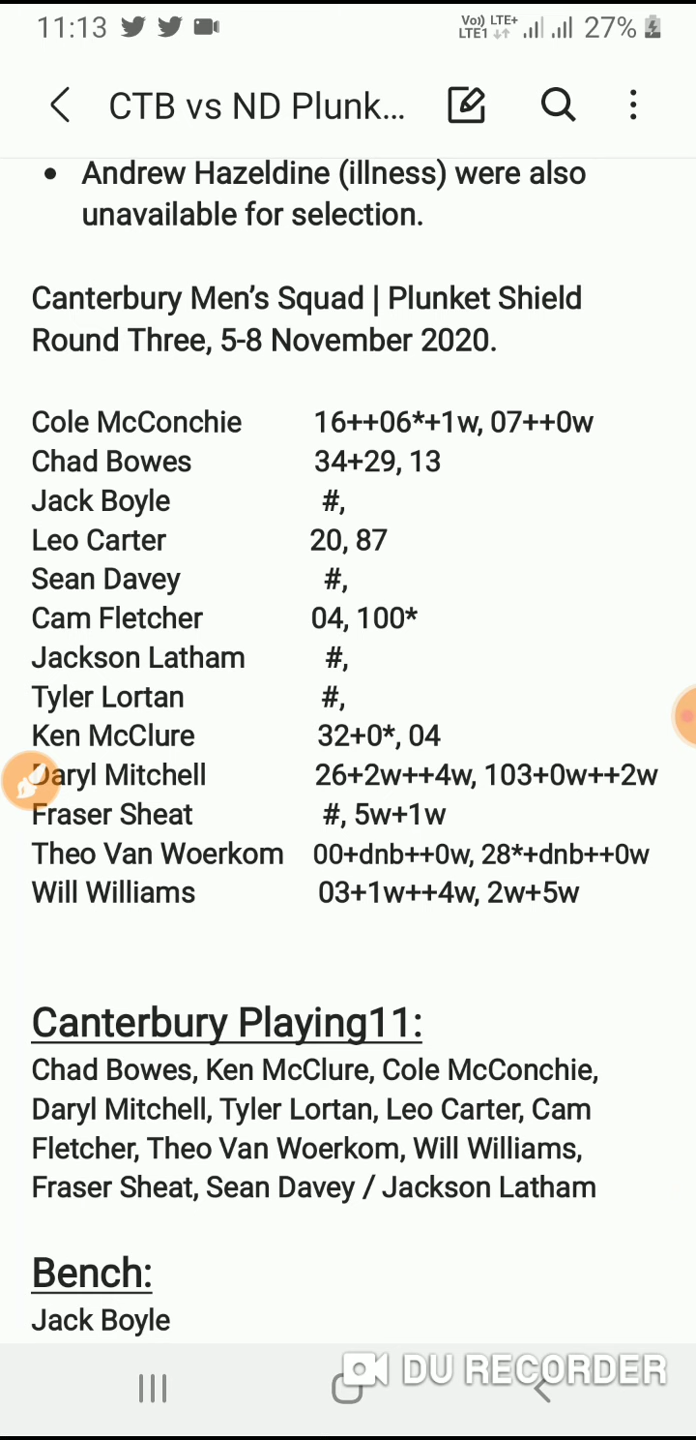 11:13
Vo)) LTE+
LTE1
27%
CTB vs ND Plunk...
• Andrew Hazeldine (illness) were also
unavailable for selection.
Canterbury Men's Squad | Plunket Shield
Round Three, 5-8 November 2020.
Cole McConchie 16++06*+1w, 07++0w
Chad Bowes 34+29, 13
Jack Boyle #,
Leo Carter 20, 87
Sean Davey #,
Cam Fletcher 04, 100*
Jackson Latham #,
Tyler Lortan #,
Ken McClure 32+0*, 04
Daryl Mitchell 26+2w++4w, 103+0w++2w
Fraser Sheat #, 5w+1w
Theo Van Woerkom 00+dnb++0w, 28*+dnb++0w
Will Williams 03+1w++4w, 2w+5w
Canterbury Playing11:
Chad Bowes, Ken McClure, Cole McConchie,
Daryl Mitchell, Tyler Lortan, Leo Carter, Cam
Fletcher, Theo Van Woerkom, Will Williams,
Fraser Sheat, Sean Davey / Jackson Latham
Bench:
Jack Boyle
DU RECORDER